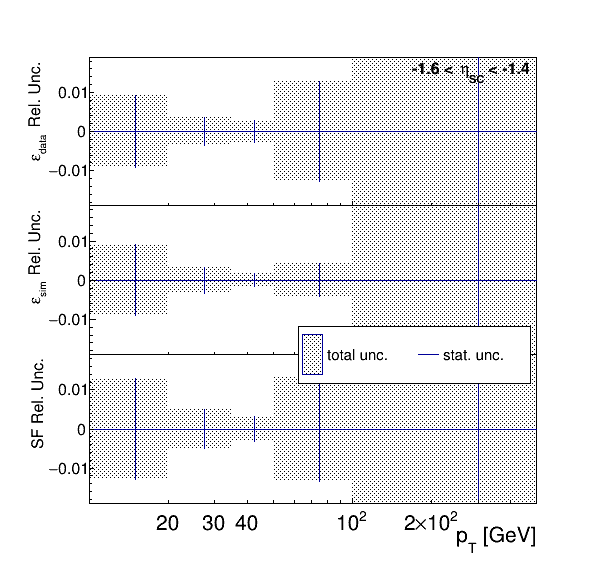 -1.6 < η_SC < -1.4
ε_data Rel. Unc.
0.01
0
−0.01
ε_sim Rel. Unc.
0.01
0
−0.01
total unc.
stat. unc.
SF Rel. Unc.
0.01
0
−0.01
20 30 40 10² 2×10²
p_T [GeV]